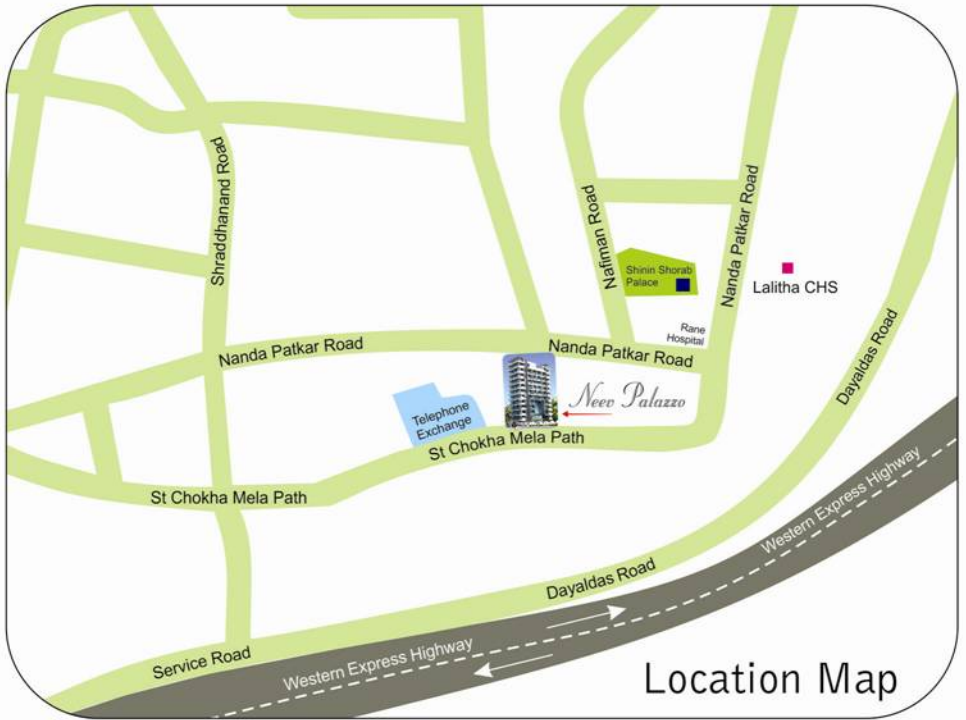 Shraddhanand Road
Nafiman Road
Nanda Patkar Road
Shinin Shorab
Palace
Lalitha CHS
Rane
Hospital
Dayaldas Road
Nanda Patkar Road
Nanda Patkar Road
Neev Palazzo
Telephone
Exchange
St Chokha Mela Path
St Chokha Mela Path
Western Express Highway
Dayaldas Road
Service Road
Western Express Highway
Location Map